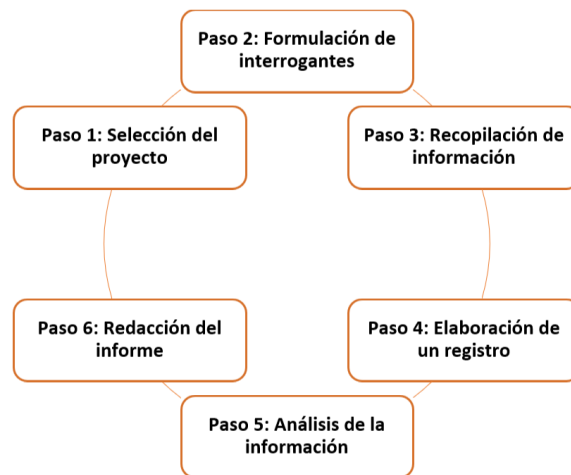 Paso 1: Selección del
proyecto
Paso 2: Formulación de
interrogantes
Paso 3: Recopilación de
información
Paso 4: Elaboración de
un registro
Paso 5: Análisis de la
información
Paso 6: Redacción del
informe